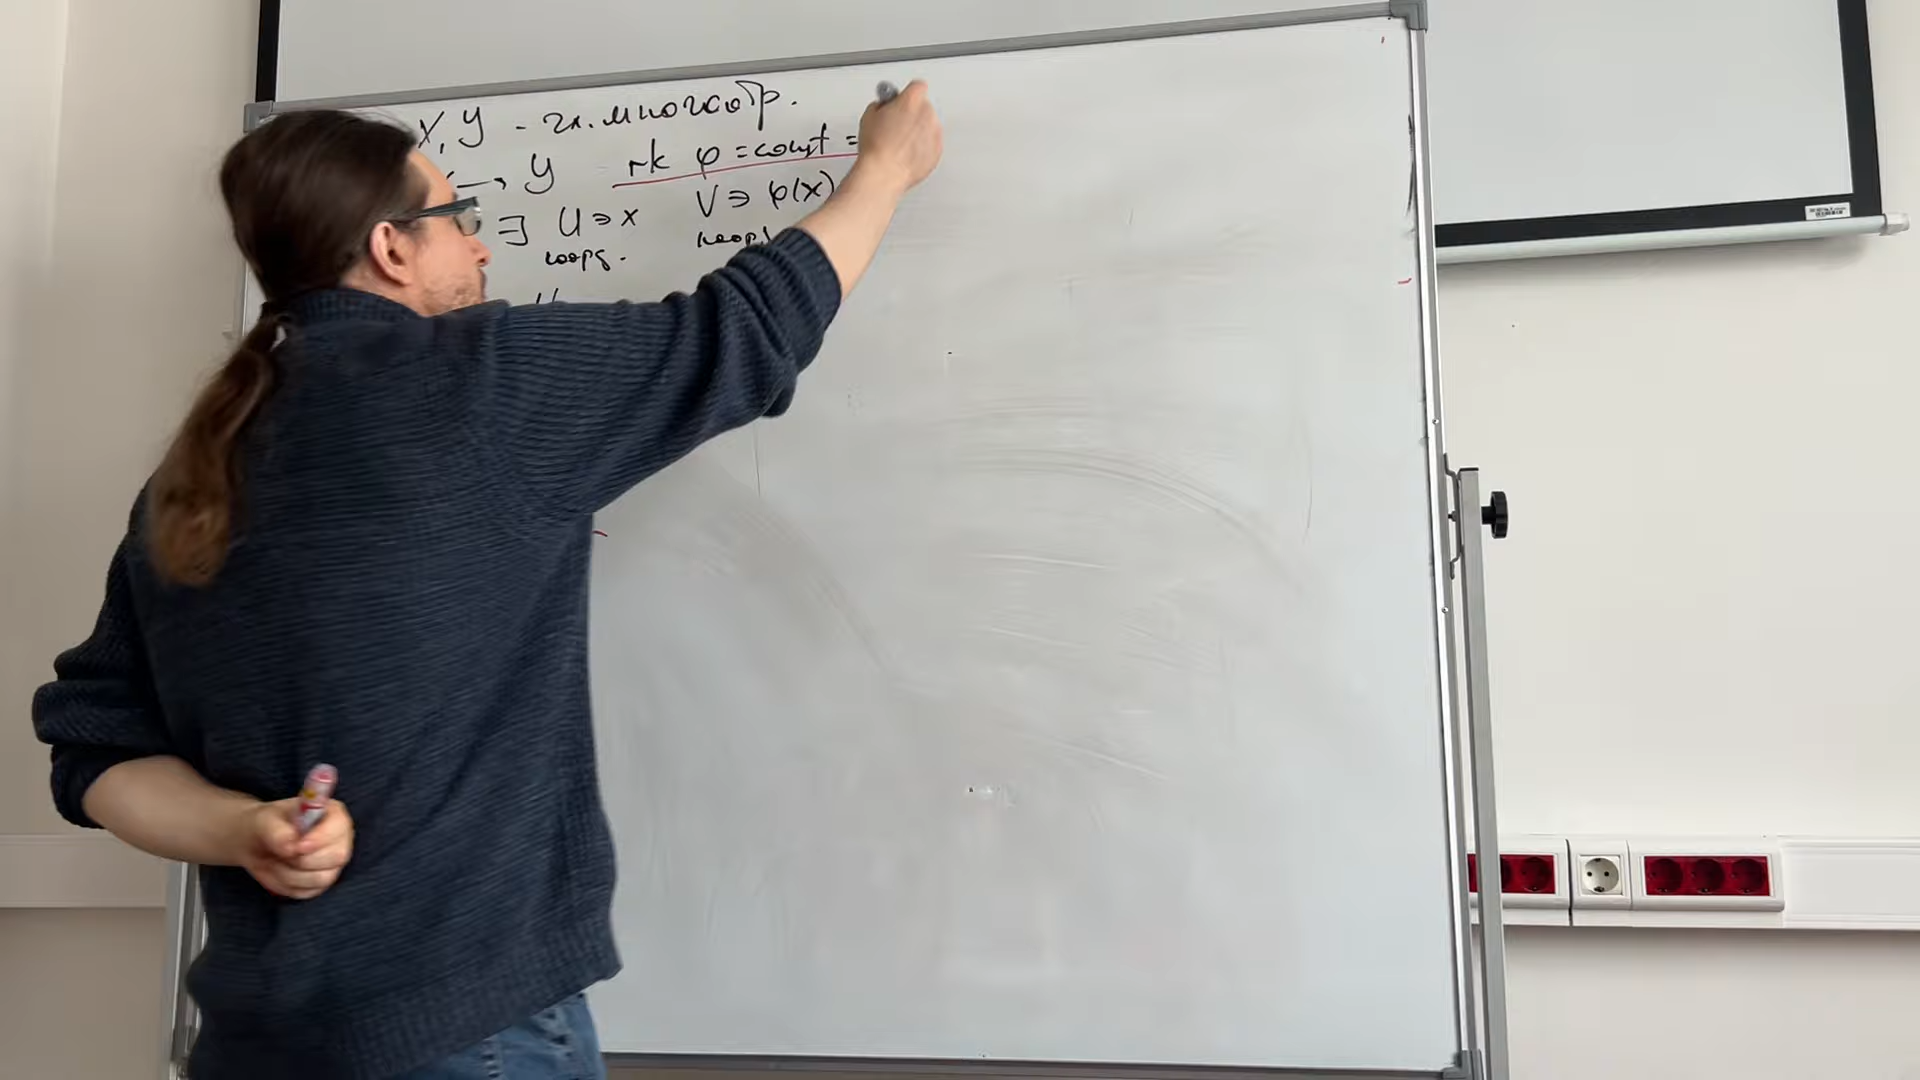 X, Y - гл. многообр.
→ Y rk φ = const =
∃ U ∋ x V ∋ φ(x)
коорд. коорд
U